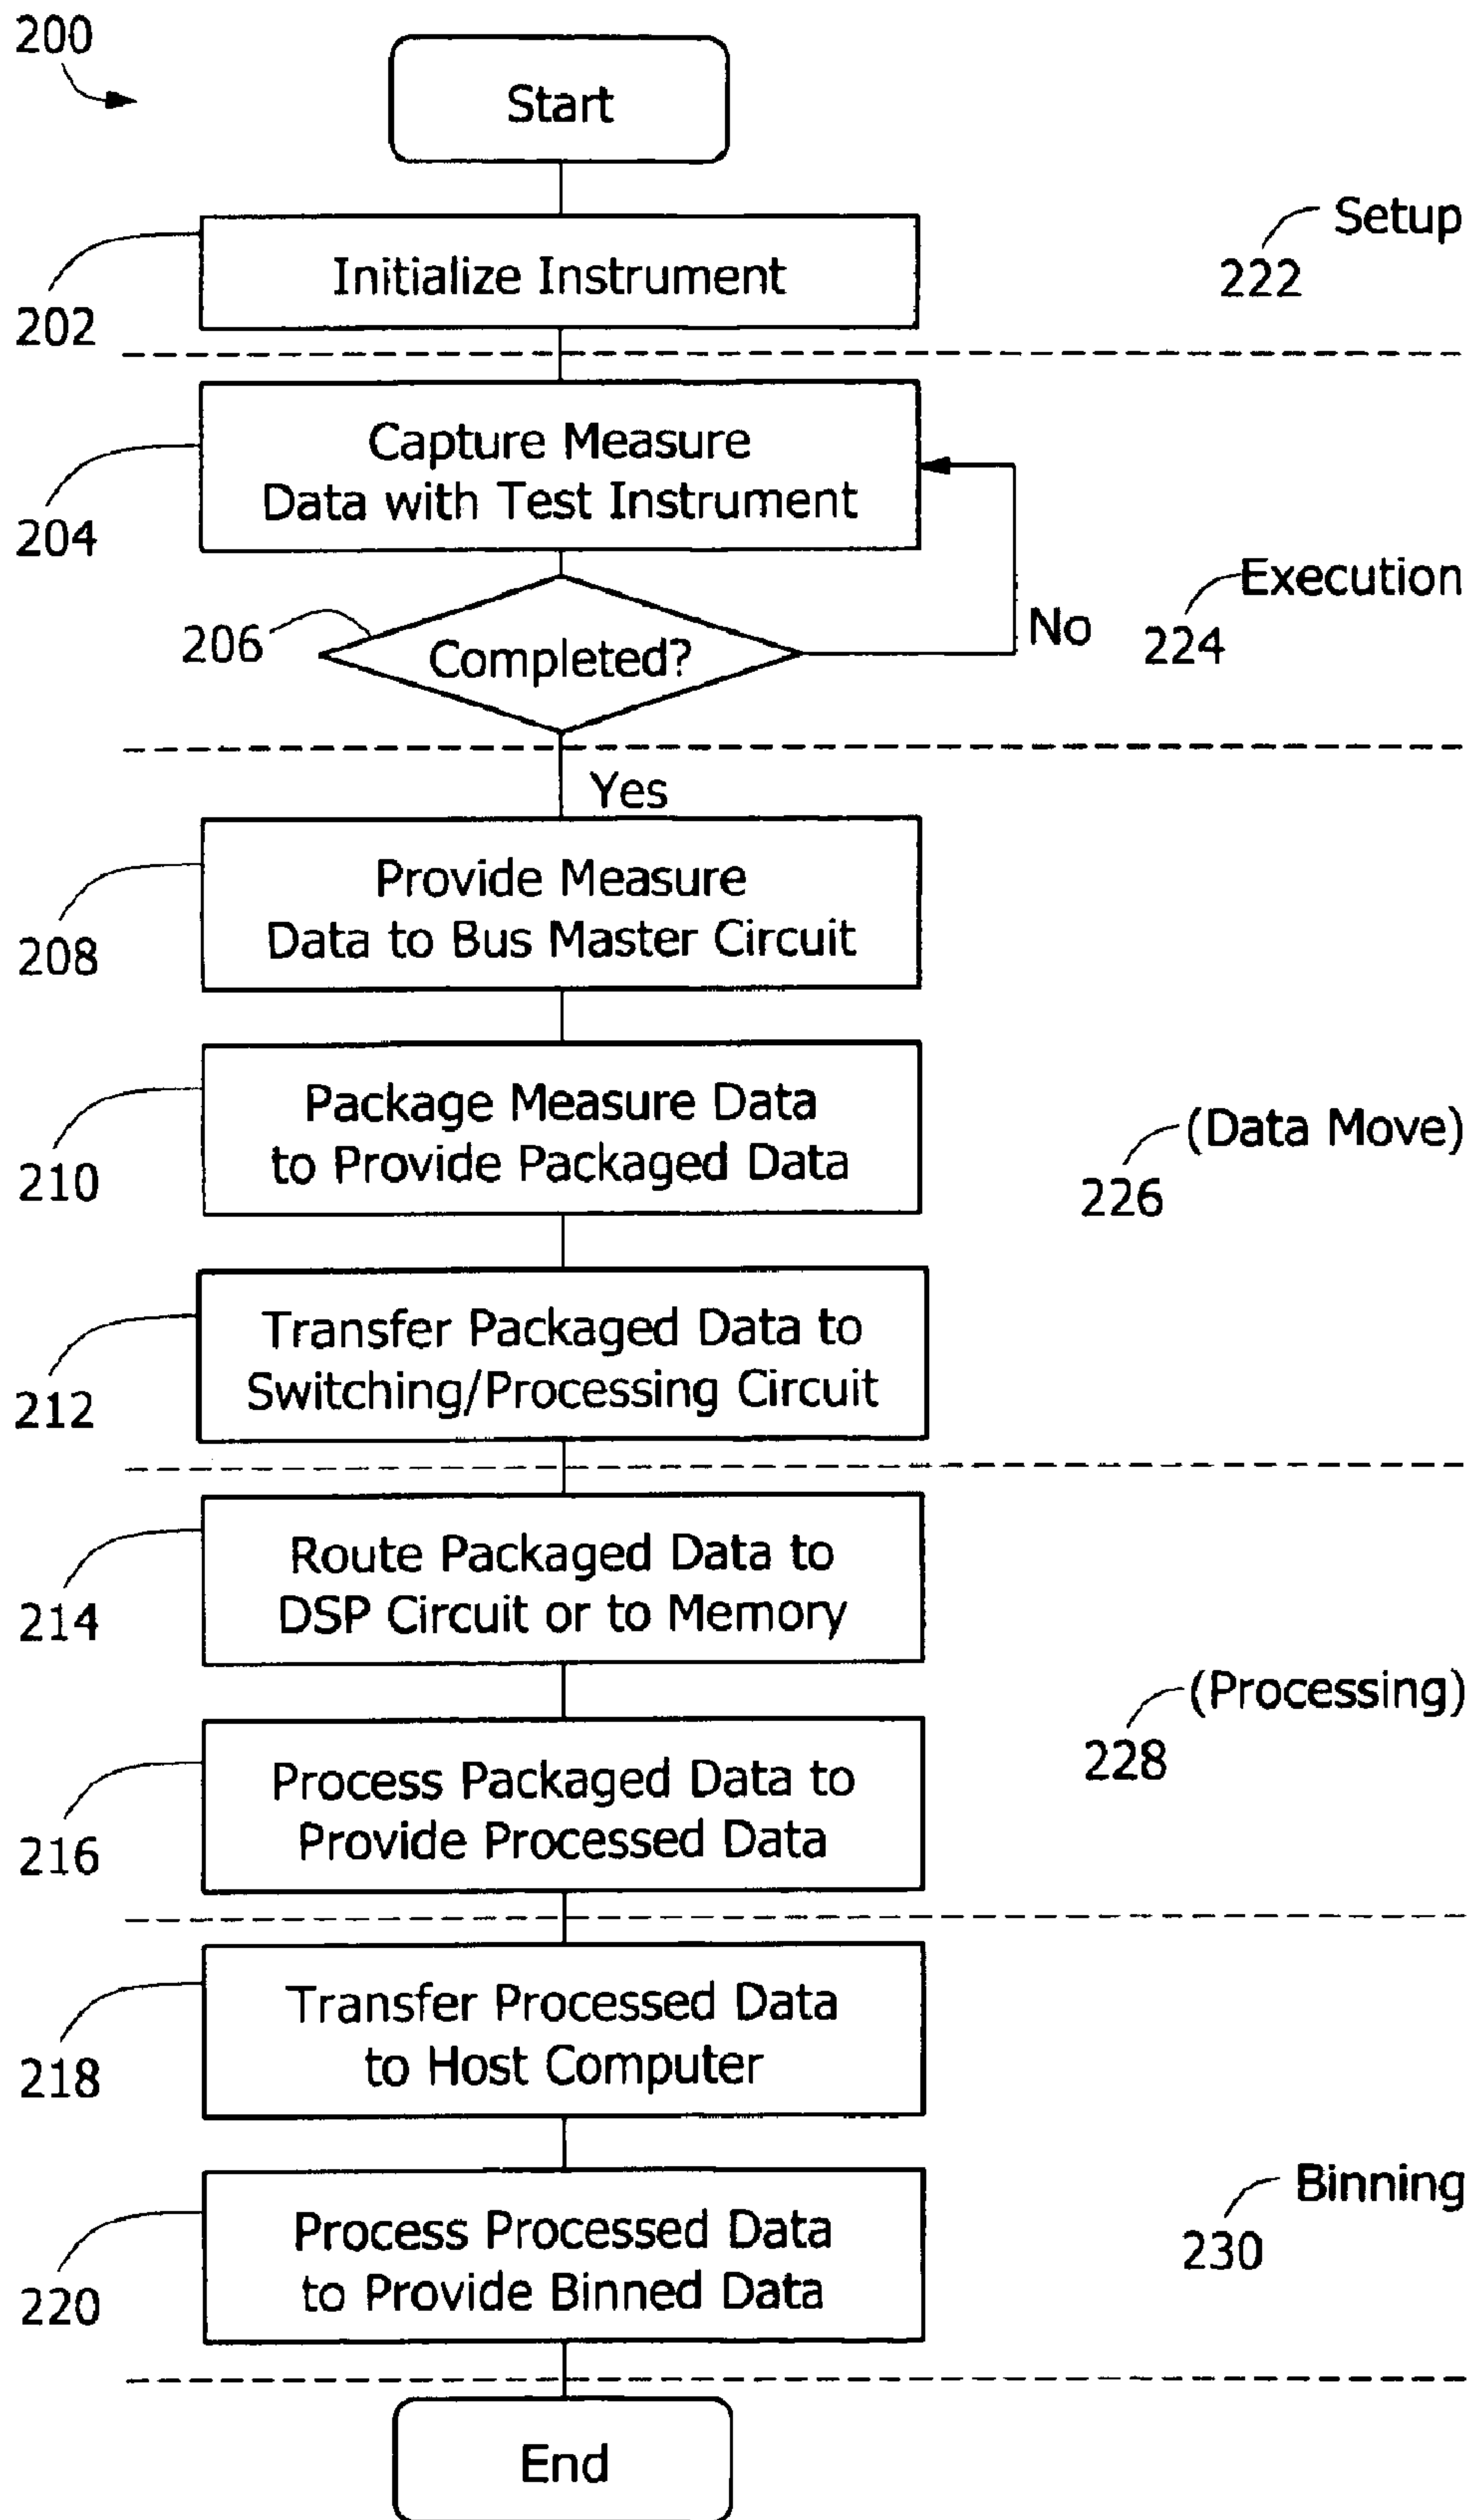 200
Start
Setup
222
Initialize Instrument
202
Capture Measure
Data with Test Instrument
204
Execution
224
No
206
Completed?
Yes
Provide Measure
Data to Bus Master Circuit
208
Package Measure Data
to Provide Packaged Data
210
(Data Move)
226
Transfer Packaged Data to
Switching/Processing Circuit
212
Route Packaged Data to
DSP Circuit or to Memory
214
(Processing)
228
Process Packaged Data to
Provide Processed Data
216
Transfer Processed Data
to Host Computer
218
Binning
230
Process Processed Data
to Provide Binned Data
220
End